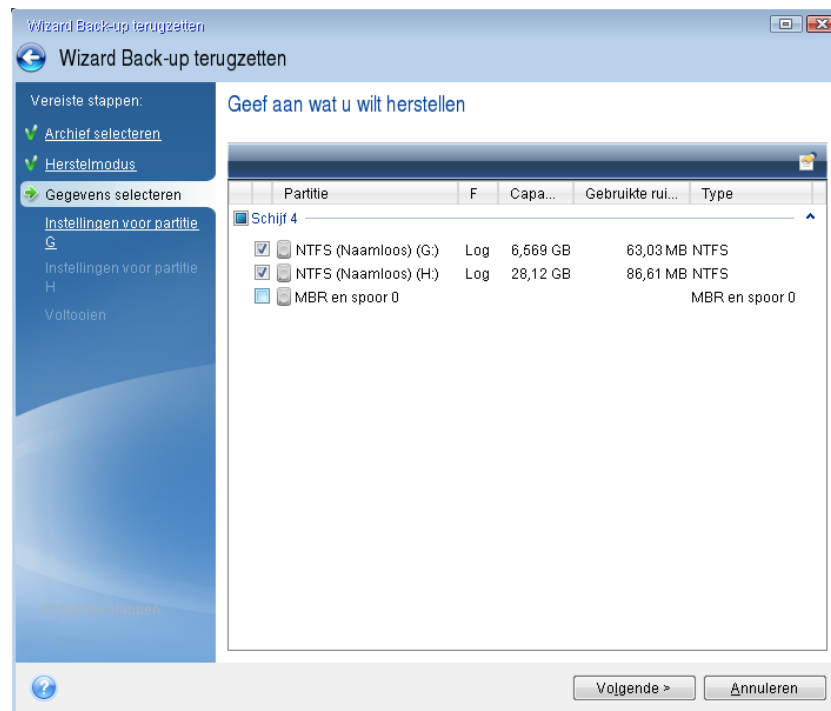 Wizard Back-up terugzetten
Wizard Back-up terugzetten
Vereiste stappen:
Archief selecteren
Herstelmodus
Gegevens selecteren
Instellingen voor partitie
G
Instellingen voor partitie
H
Voltooien
stappen
Geef aan wat u wilt herstellen
Partitie F Capa... Gebruikte rui... Type
Schijf 4
NTFS (Naamloos) (G:) Log 6,569 GB 63,03 MB NTFS
NTFS (Naamloos) (H:) Log 28,12 GB 86,61 MB NTFS
MBR en spoor 0 MBR en spoor 0
Volgende > Annuleren